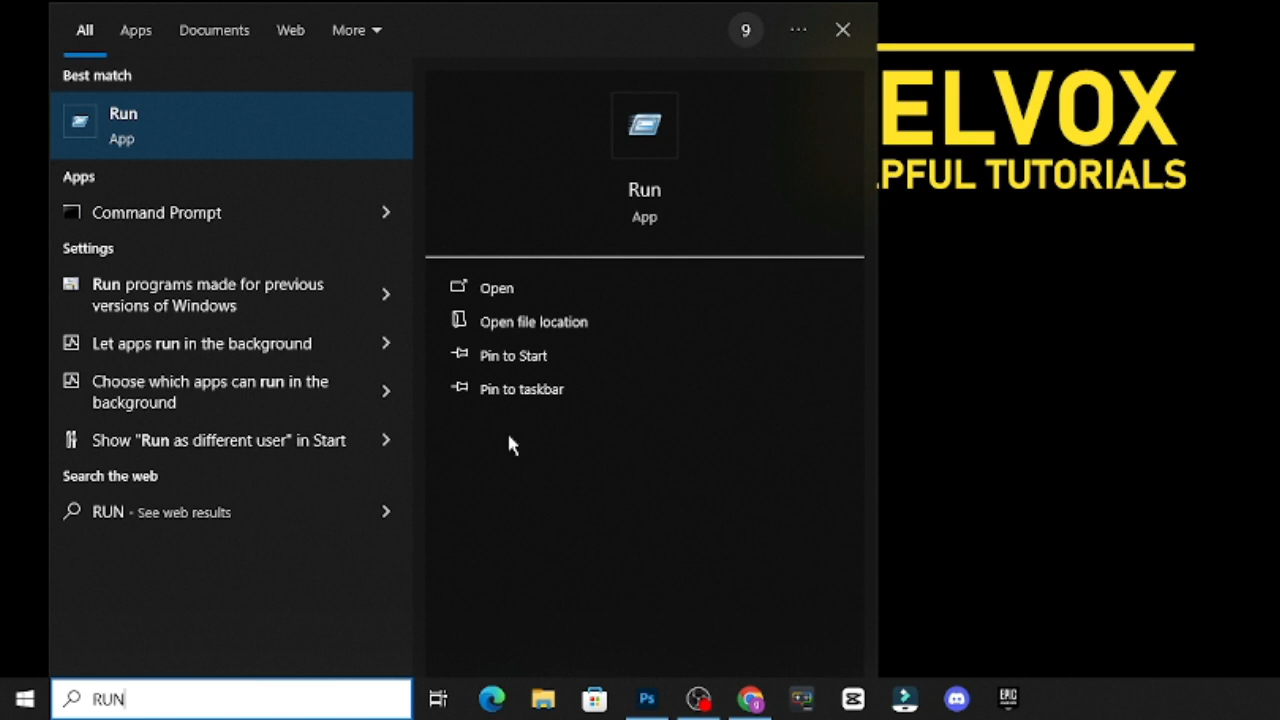 All Apps Documents Web More 9 ...
ELVOX
PFUL TUTORIALS
Best match
Run
App
Apps
Command Prompt
Settings
Run programs made for previous
versions of Windows
Let apps run in the background
Choose which apps can run in the
background
Show "Run as different user" in Start
Search the web
RUN - See web results
Run
App
Open
Open file location
Pin to Start
Pin to taskbar
RUN
Ps
EPIC